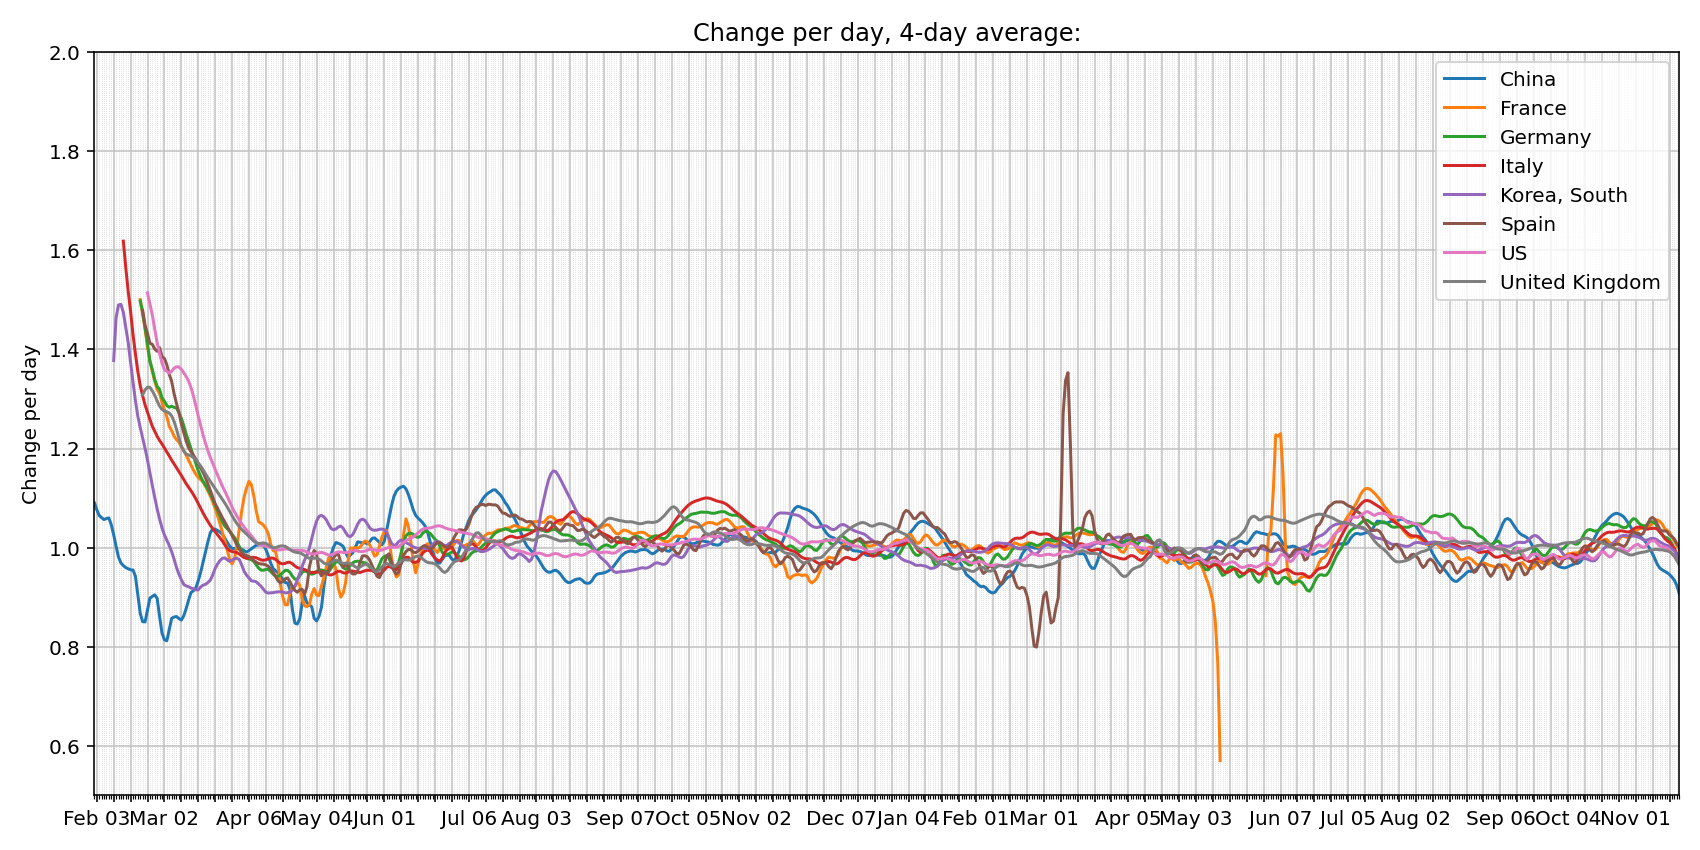 Change per day, 4-day average:
Change per day
2.0
1.8
1.6
1.4
1.2
1.0
0.8
0.6
China
France
Germany
Italy
Korea, South
Spain
US
United Kingdom
Feb 03 Mar 02 Apr 06 May 04 Jun 01 Jul 06 Aug 03 Sep 07 Oct 05 Nov 02 Dec 07 Jan 04 Feb 01 Mar 01 Apr 05 May 03 Jun 07 Jul 05 Aug 02 Sep 06 Oct 04 Nov 01